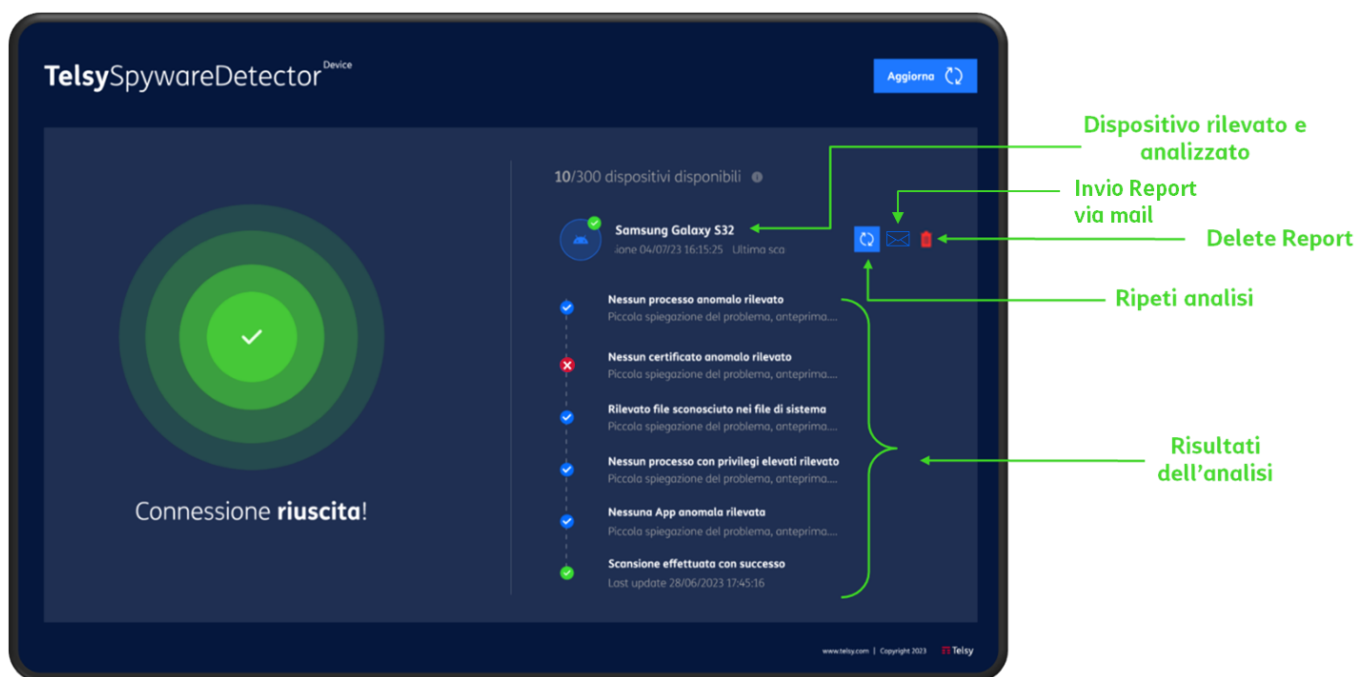 TelsySpywareDetector Device
Aggiorna
10/300 dispositivi disponibili
Samsung Galaxy S32
ione 04/07/23 16:15:25 Ultima sca
Nessun processo anomalo rilevato
Piccola spiegazione del problema, anteprima....
Nessun certificato anomalo rilevato
Piccola spiegazione del problema, anteprima....
Rilevato file sconosciuto nei file di sistema
Piccola spiegazione del problema, anteprima....
Nessun processo con privilegi elevati rilevato
Piccola spiegazione del problema, anteprima....
Nessuna App anomala rilevata
Piccola spiegazione del problema, anteprima....
Scansione effettuata con successo
Last update 28/06/2023 17:45:16
Connessione riuscita!
www.telsy.com | Copyright 2023 Telsy
Dispositivo rilevato e
analizzato
Invio Report
via mail
Delete Report
Ripeti analisi
Risultati
dell'analisi